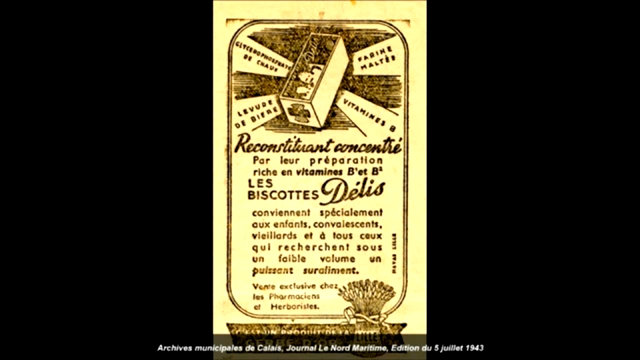 GLYCEROPHOSPHATE
DE CHAUX
FARINE
MALTÉE
LEVURE
DE BIÈRE
VITAMINES B
Reconstituant concentré
Par leur préparation
riche en vitamines B¹ et B²
LES
BISCOTTES Délis
conviennent spécialement
aux enfants, convalescents,
vieillards et à tous ceux
qui recherchent sous
un faible volume un
puissant suraliment.
HAVAS LILLE
Vente exclusive chez
les Pharmaciens
et Herboristes.
Archives municipales de Calais, Journal Le Nord Maritime, Edition du 5 juillet 1943